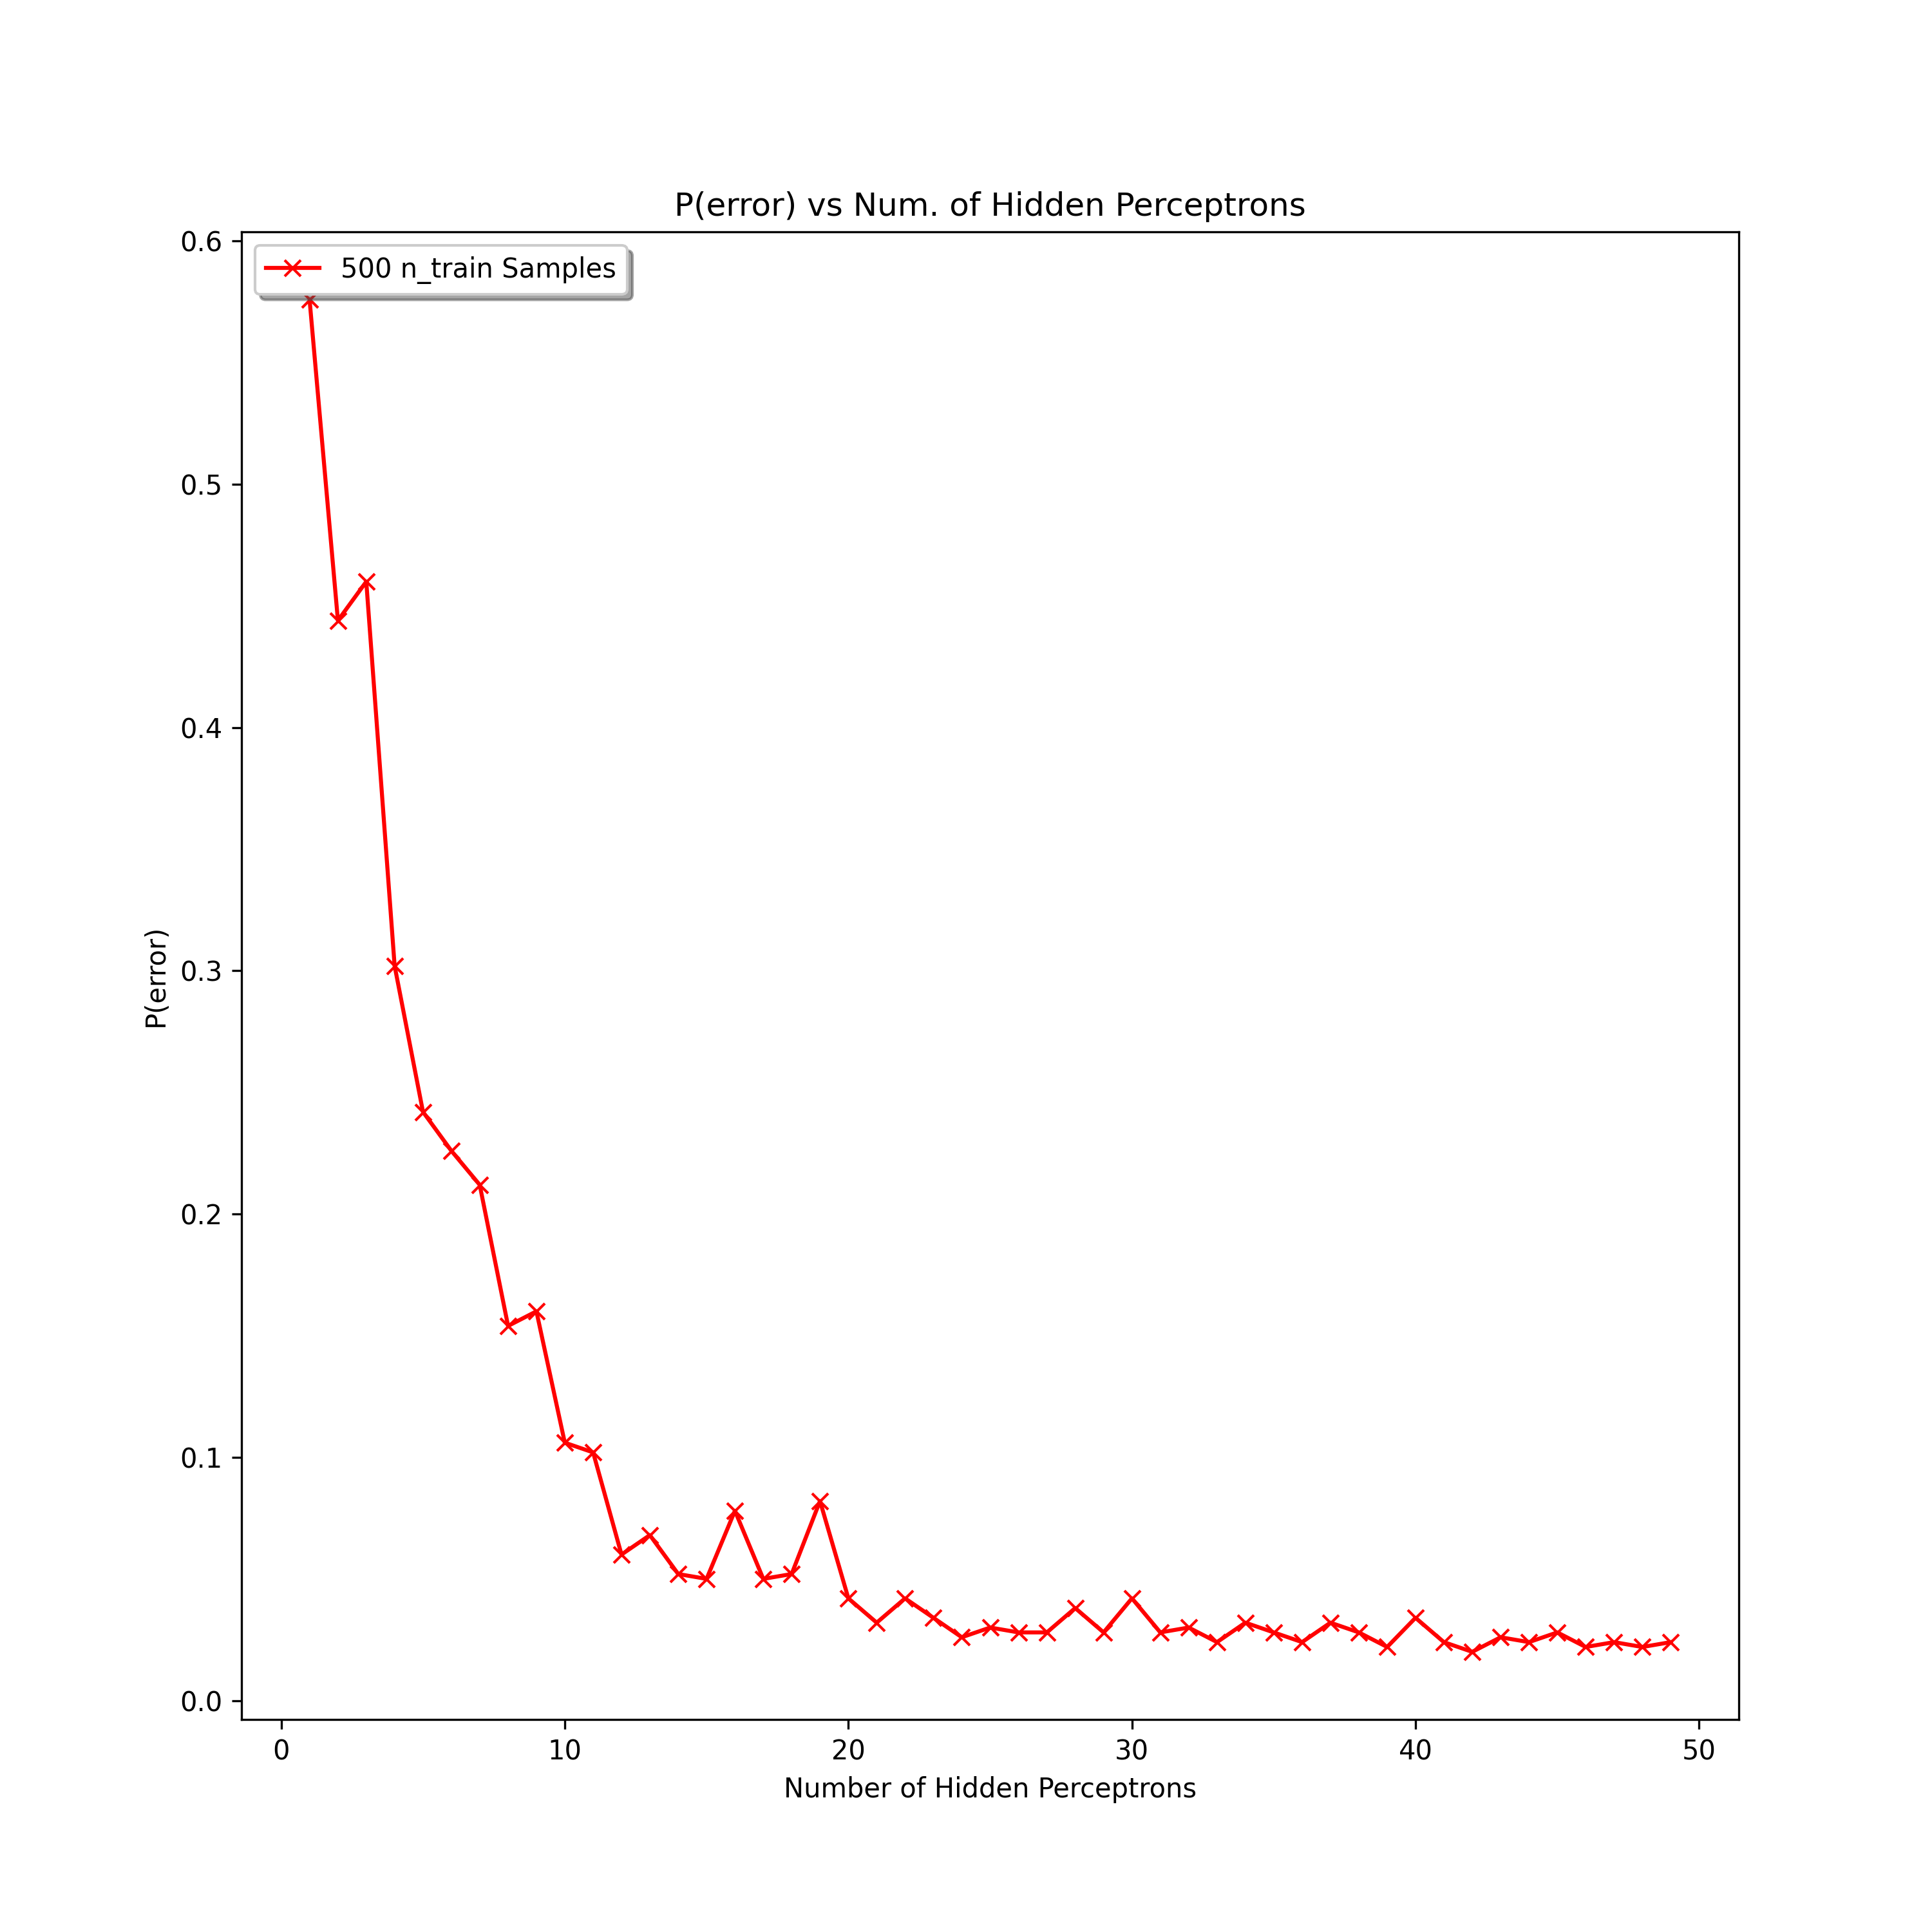 P(error) vs Num. of Hidden Perceptrons
500 n_train Samples
0.6
0.5
0.4
0.3
0.2
0.1
0.0
P(error)
0 10 20 30 40 50
Number of Hidden Perceptrons